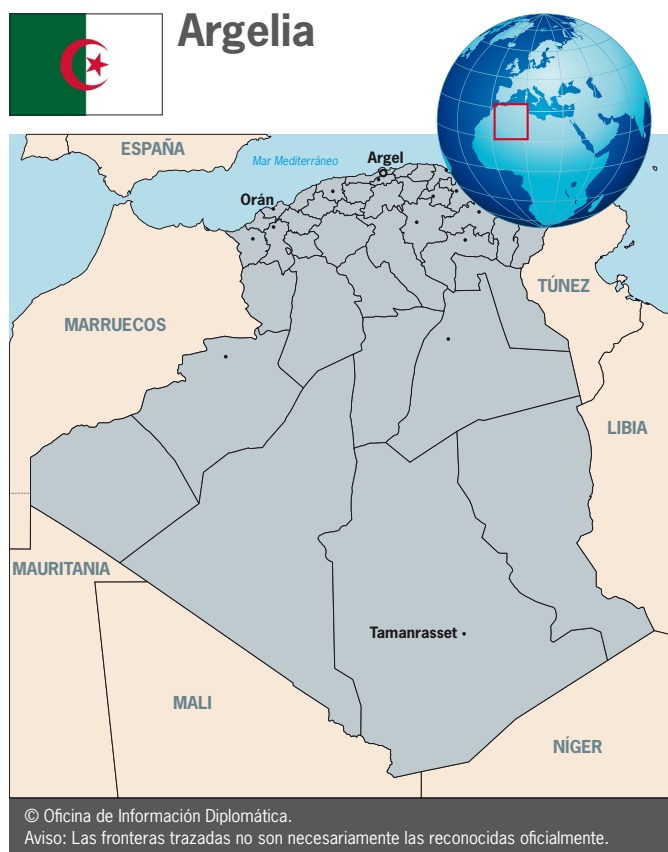 Argelia
ESPAÑA
Mar Mediterráneo
Argel
Orán
TÚNEZ
MARRUECOS
LIBIA
MAURITANIA
Tamanrasset
MALI
NÍGER
© Oficina de Información Diplomática.
Aviso: Las fronteras trazadas no son necesariamente las reconocidas oficialmente.